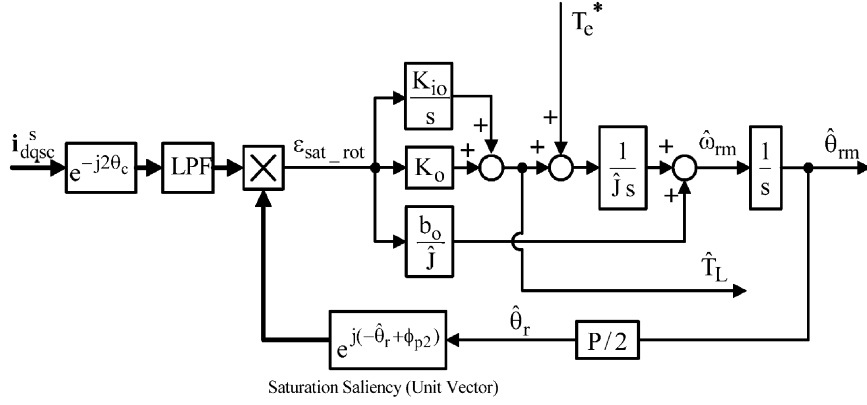 T_e^*
K_io
s
i_dqsc^s
e^{-j2θ_c}
LPF
×
ε_sat_rot
K_o
b_o
Ĵ
+
+
+
+
1
Ĵ s
+
+
ω̂_rm
1
s
θ̂_rm
T̂_L
e^{j(-θ̂_r+ϕ_p2)}
θ̂_r
P / 2
Saturation Saliency (Unit Vector)